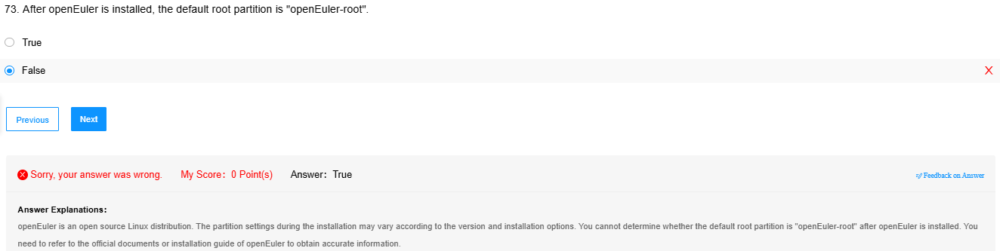 73. After openEuler is installed, the default root partition is "openEuler-root".
True
False
Previous
Next
Sorry, your answer was wrong. My Score: 0 Point(s) Answer: True
Feedback on Answer
Answer Explanations:
openEuler is an open source Linux distribution. The partition settings during the installation may vary according to the version and installation options. You cannot determine whether the default root partition is "openEuler-root" after openEuler is installed. You
need to refer to the official documents or installation guide of openEuler to obtain accurate information.